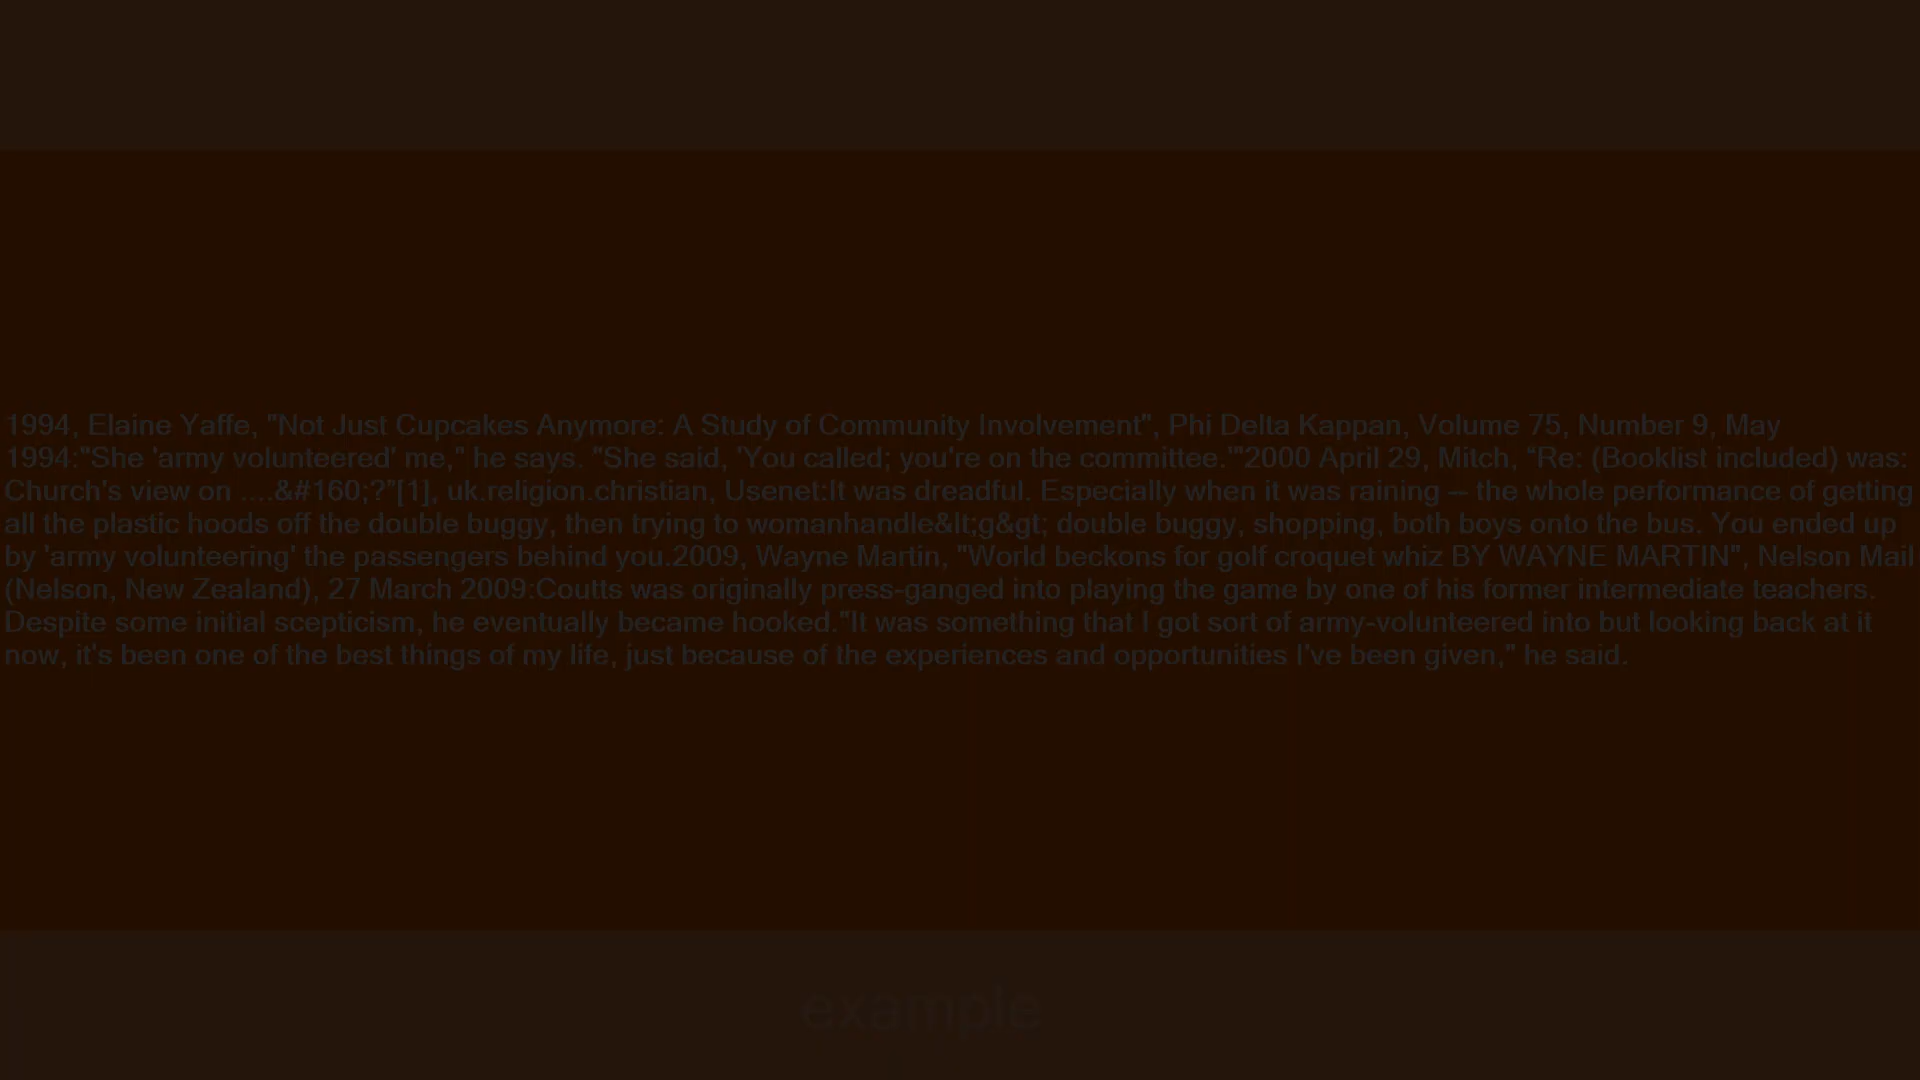 1994, Elaine Yaffe, "Not Just Cupcakes Anymore: A Study of Community Involvement", Phi Delta Kappan, Volume 75, Number 9, May
1994:"She 'army volunteered' me," he says. "She said, 'You called; you're on the committee.'"2000 April 29, Mitch, “Re: (Booklist included) was:
Church's view on ....&#160;?”[1], uk.religion.christian, Usenet:It was dreadful. Especially when it was raining -- the whole performance of getting
all the plastic hoods off the double buggy, then trying to womanhandle&lt;g&gt; double buggy, shopping, both boys onto the bus. You ended up
by 'army volunteering' the passengers behind you.2009, Wayne Martin, "World beckons for golf croquet whiz BY WAYNE MARTIN", Nelson Mail
(Nelson, New Zealand), 27 March 2009:Coutts was originally press-ganged into playing the game by one of his former intermediate teachers.
Despite some initial scepticism, he eventually became hooked."It was something that I got sort of army-volunteered into but looking back at it
now, it's been one of the best things of my life, just because of the experiences and opportunities I've been given," he said.
example